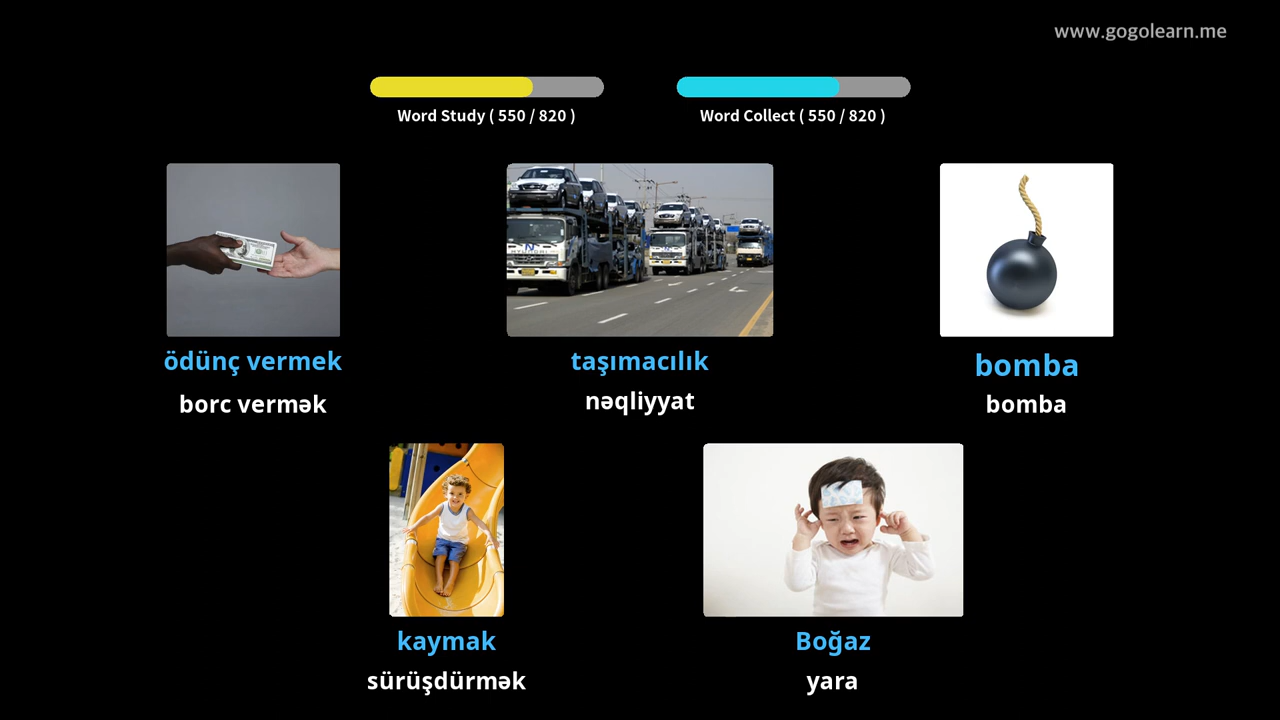 www.gogolearn.me
Word Study ( 550 / 820 )
Word Collect ( 550 / 820 )
ödünç vermek
borc vermək
taşımacılık
nəqliyyat
bomba
bomba
kaymak
sürüşdürmək
Boğaz
yara